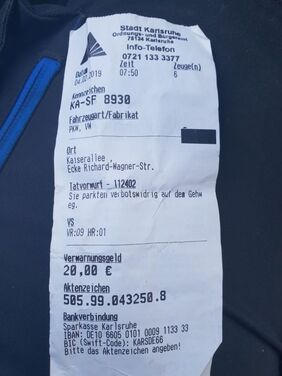 Stadt Karlsruhe
Ordnungs- und Bürgeramt
76124 Karlsruhe
Info-Telefon
0721 133 3377
Datum Zeit Zeuge(n)
04.02.2019 07:50 6
Kennzeichen
KA-SF 8930
Fahrzeugart/Fabrikat
PKW, VW
Ort
Kaiserallee
Ecke Richard-Wagner-Str.
Tatvorwurf - 112402
Sie parkten verbotswidrig auf dem Gehw
eg.
VS
VR:09 HR:01
Verwarnungsgeld
20,00 €
Aktenzeichen
505.99.043250.8
Bankverbindung
Sparkasse Karlsruhe
IBAN: DE10 6605 0101 0009 1133 33
BIC (Swift-Code): KARSDE66
Bitte das Aktenzeichen angeben!